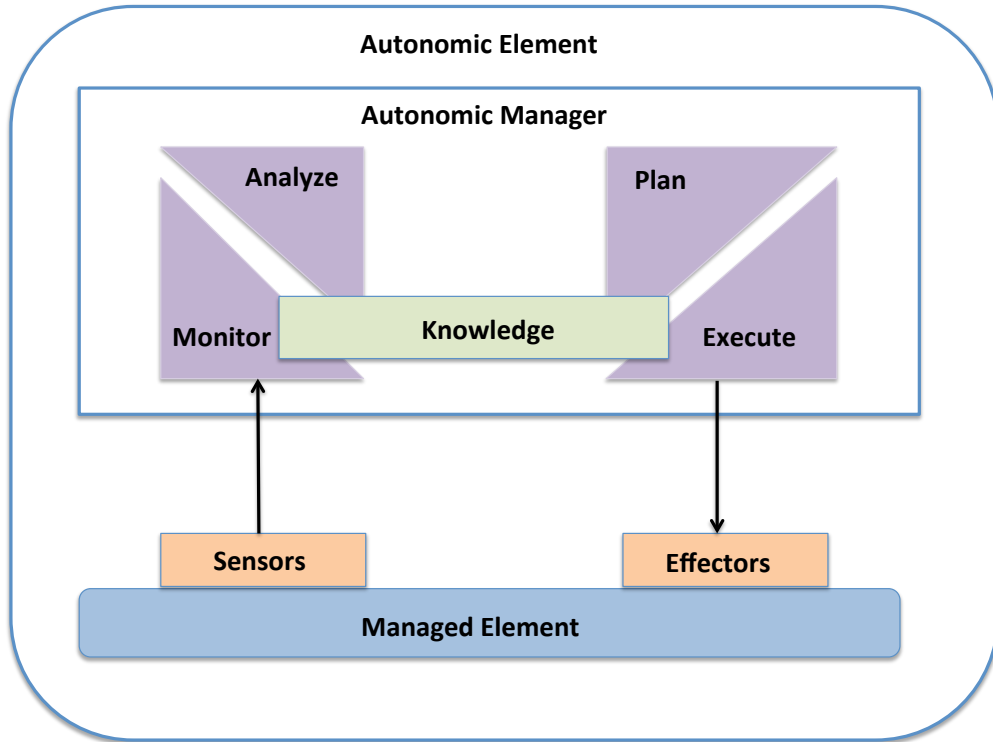 Autonomic Element
Autonomic Manager
Analyze
Plan
Monitor
Knowledge
Execute
Sensors
Effectors
Managed Element